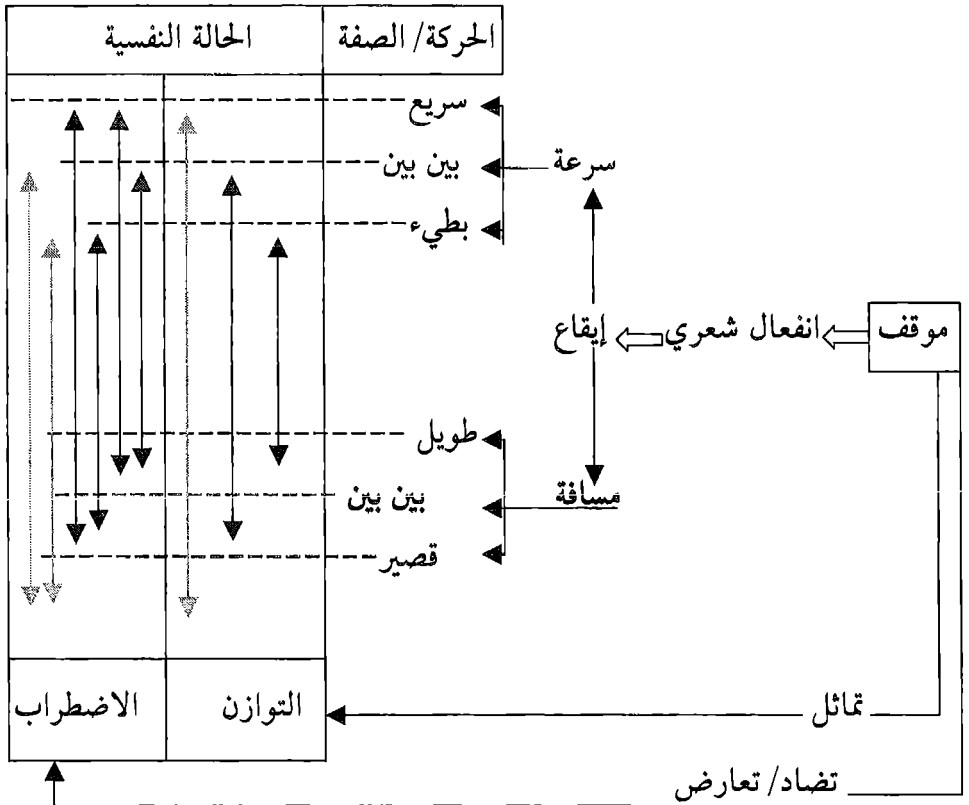 الحركة/ الصفة الحالة النفسية
سريع
سرعة بين بين
بطيء
موقف انفعال شعري إيقاع
طويل
مسافة بين بين
قصير
تماثل التوازن الاضطراب
تضاد/ تعارض